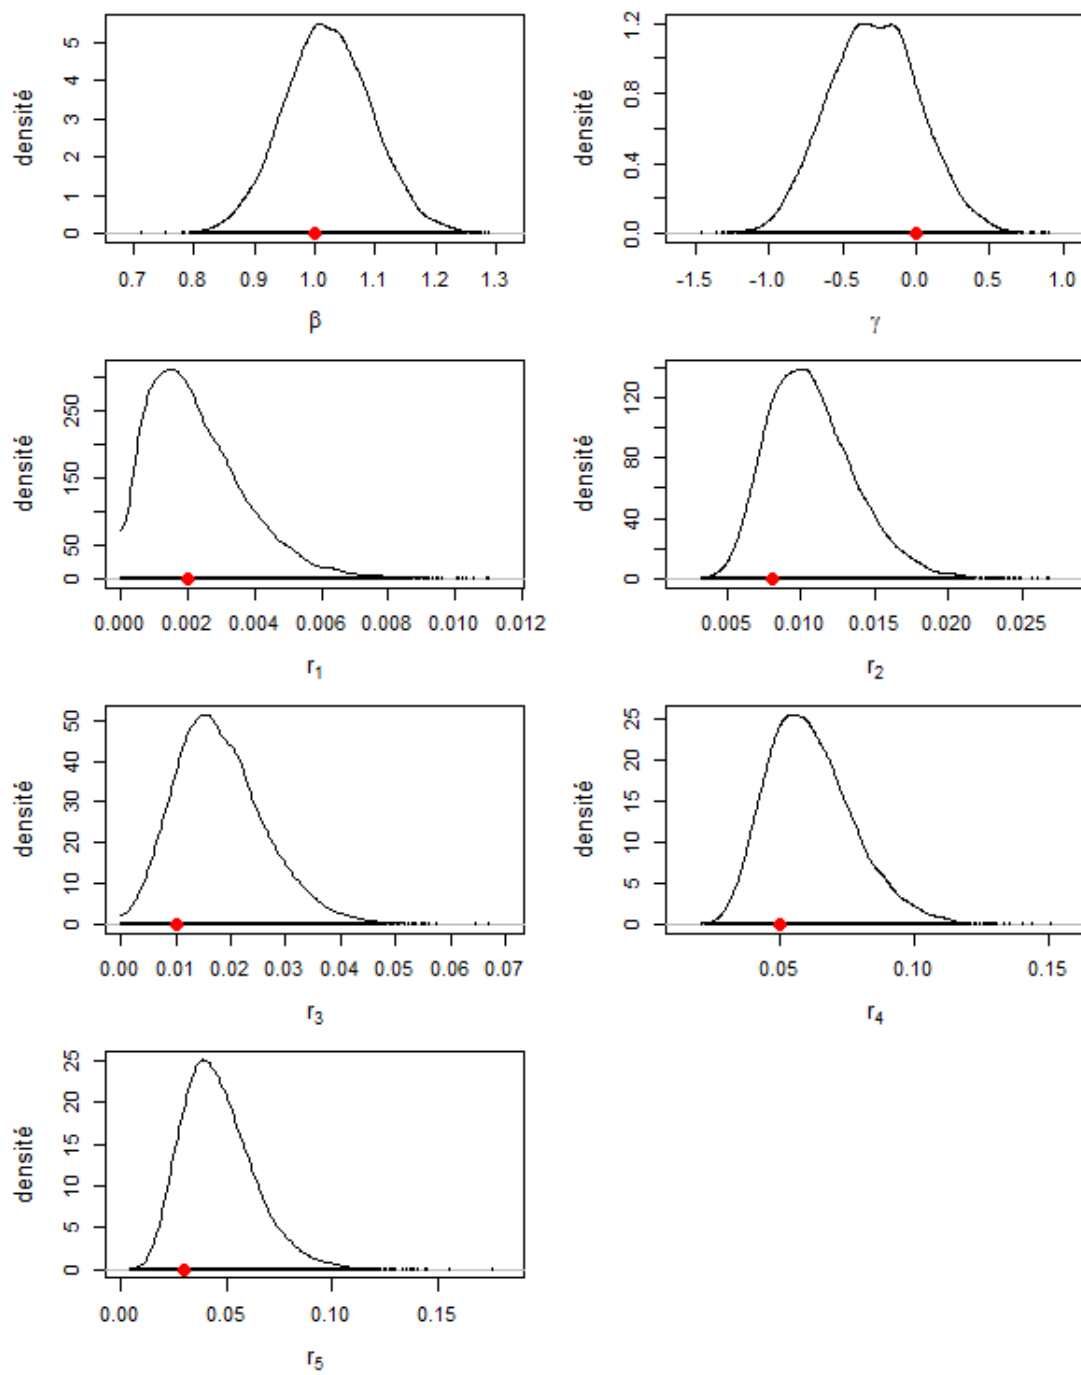 densité
0 1 2 3 4 5
0.7 0.8 0.9 1.0 1.1 1.2 1.3
β
densité
0.0 0.4 0.8 1.2
-1.5 -1.0 -0.5 0.0 0.5 1.0
γ
densité
0 50 150 250
0.000 0.002 0.004 0.006 0.008 0.010 0.012
r1
densité
0 40 80 120
0.005 0.010 0.015 0.020 0.025
r2
densité
0 10 20 30 40 50
0.00 0.01 0.02 0.03 0.04 0.05 0.06 0.07
r3
densité
0 5 10 15 20 25
0.05 0.10 0.15
r4
densité
0 5 10 15 20 25
0.00 0.05 0.10 0.15
r5